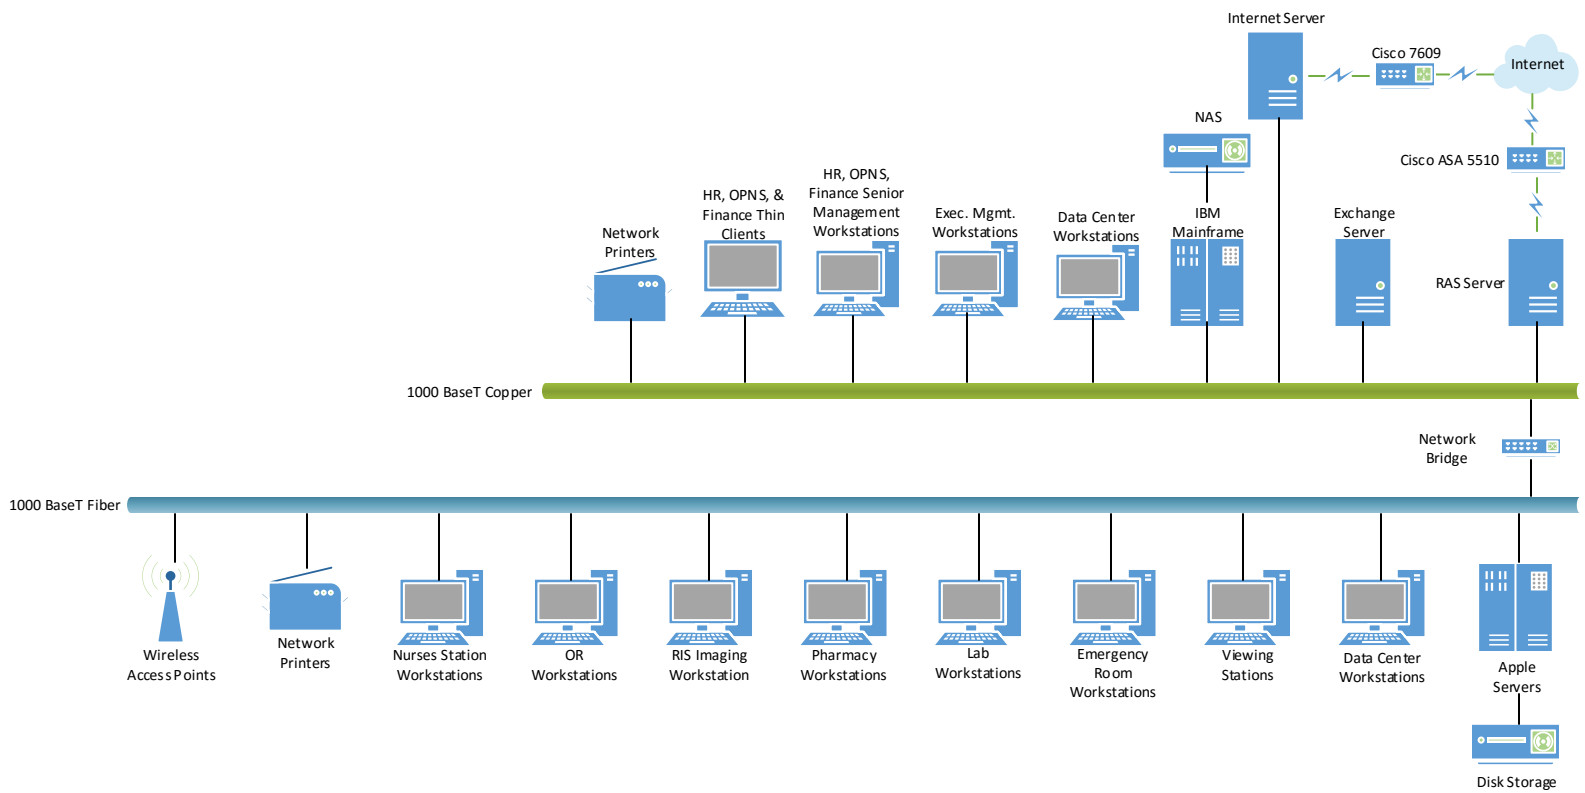 Internet Server
Cisco 7609
Internet
NAS
Cisco ASA 5510
HR, OPNS, &
Finance Thin
Clients
HR, OPNS,
Finance Senior
Management
Workstations
Exec. Mgmt.
Workstations
Data Center
Workstations
IBM
Mainframe
Exchange
Server
Network
Printers
RAS Server
1000 BaseT Copper
Network
Bridge
1000 BaseT Fiber
Wireless
Access Points
Network
Printers
Nurses Station
Workstations
OR
Workstations
RIS Imaging
Workstation
Pharmacy
Workstations
Lab
Workstations
Emergency
Room
Workstations
Viewing
Stations
Data Center
Workstations
Apple
Servers
Disk Storage